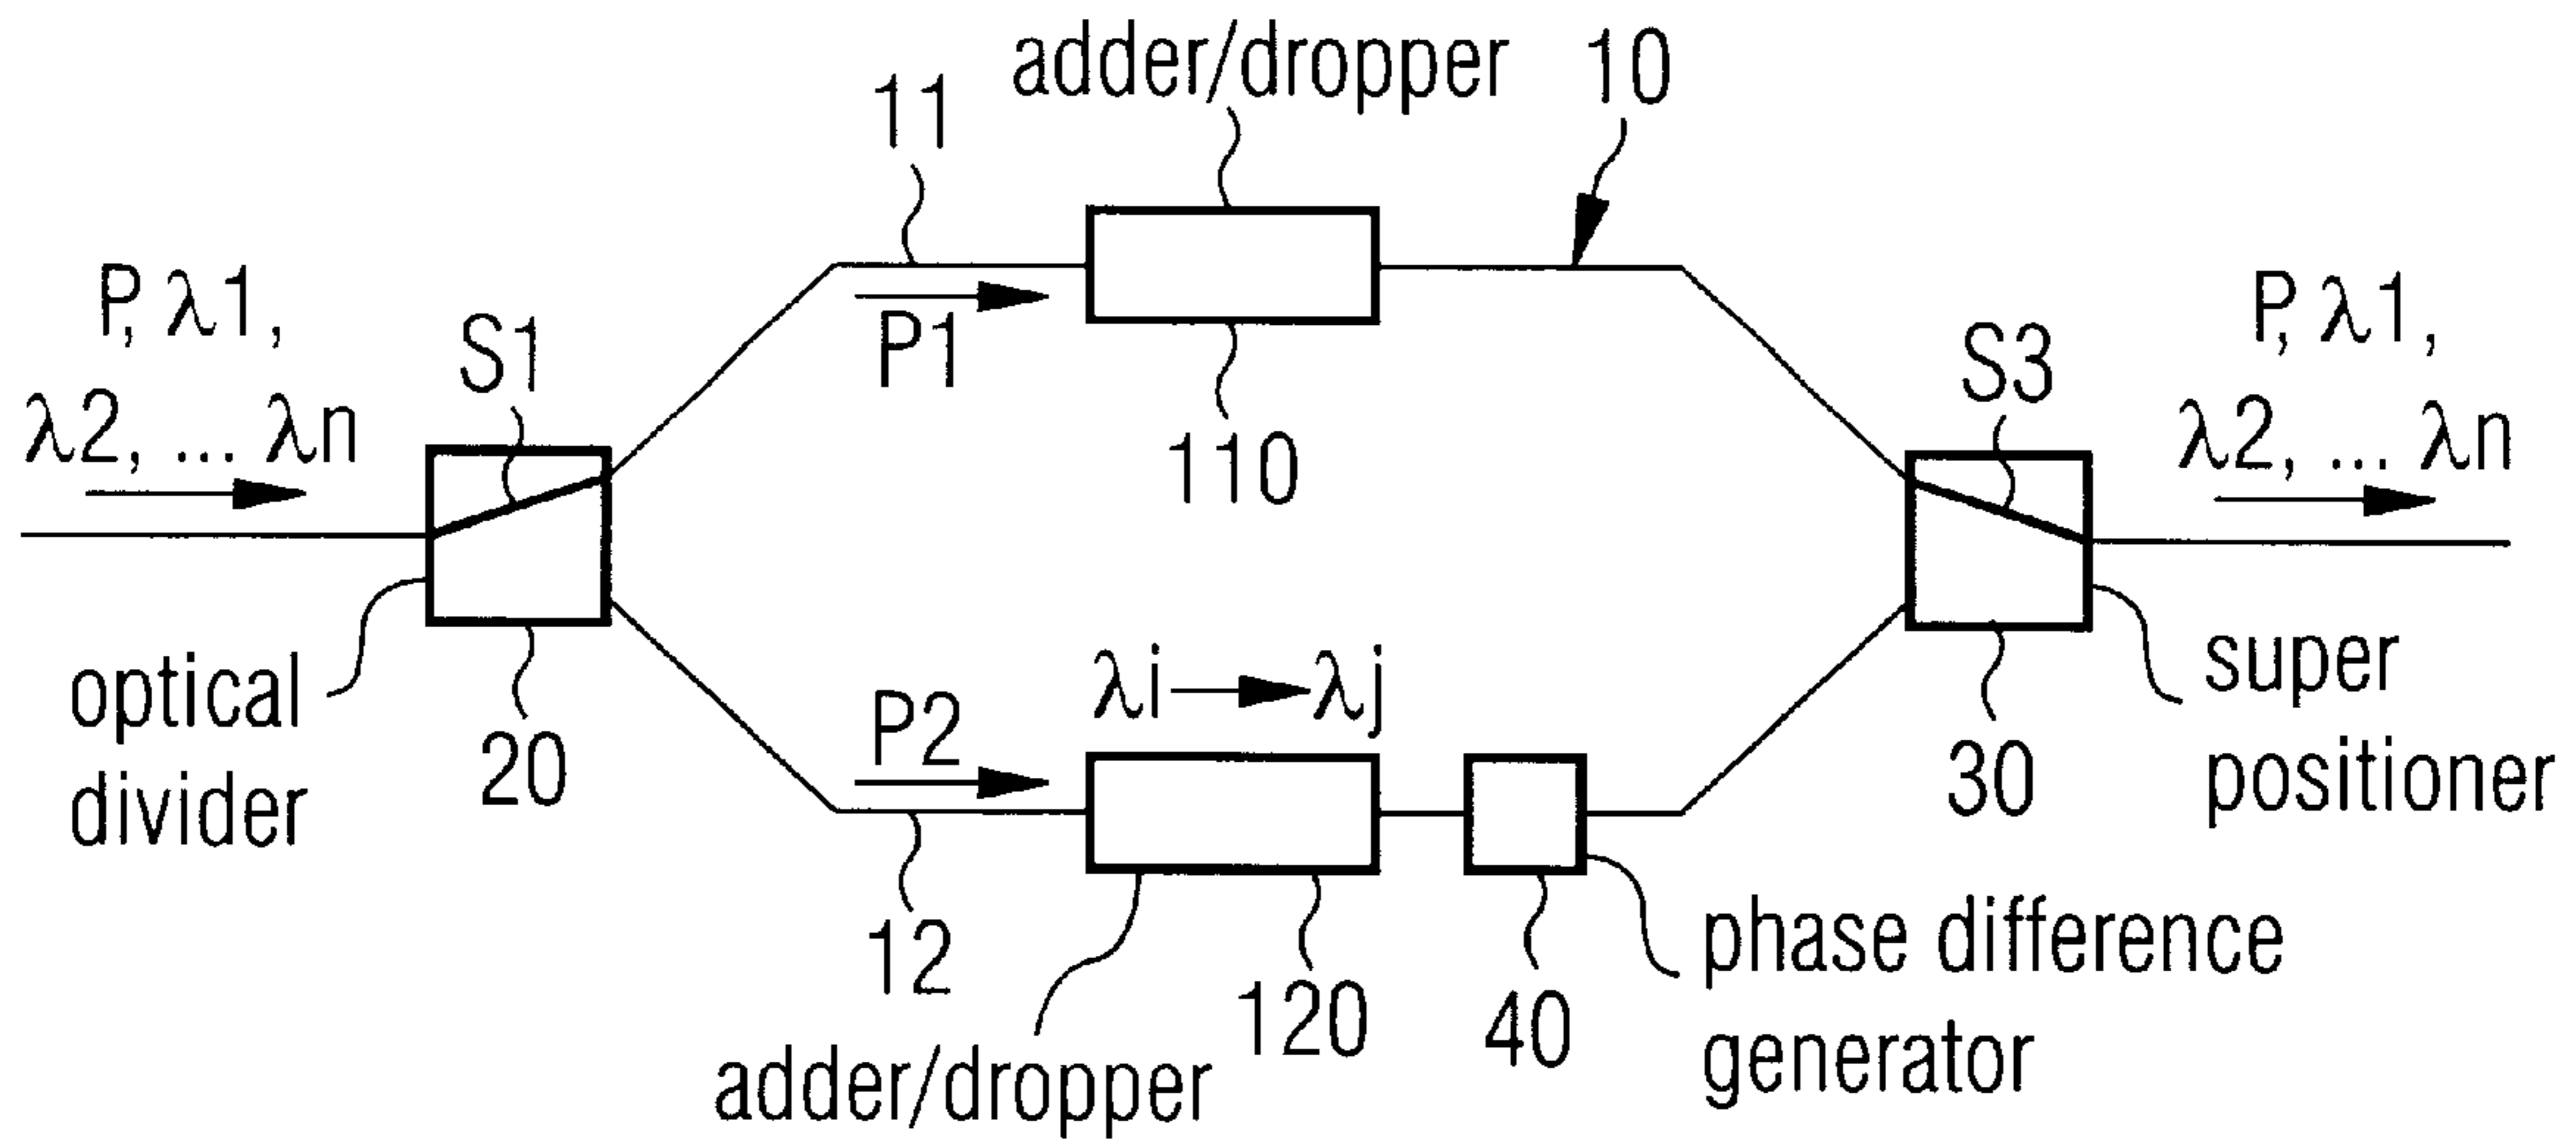 adder/dropper
10
11
P, λ1,
λ2, ... λn
S1
P1
110
S3
P, λ1,
λ2, ... λn
optical
divider
20
P2
λi → λj
12
adder/dropper
120
40
phase difference
generator
30
super
positioner